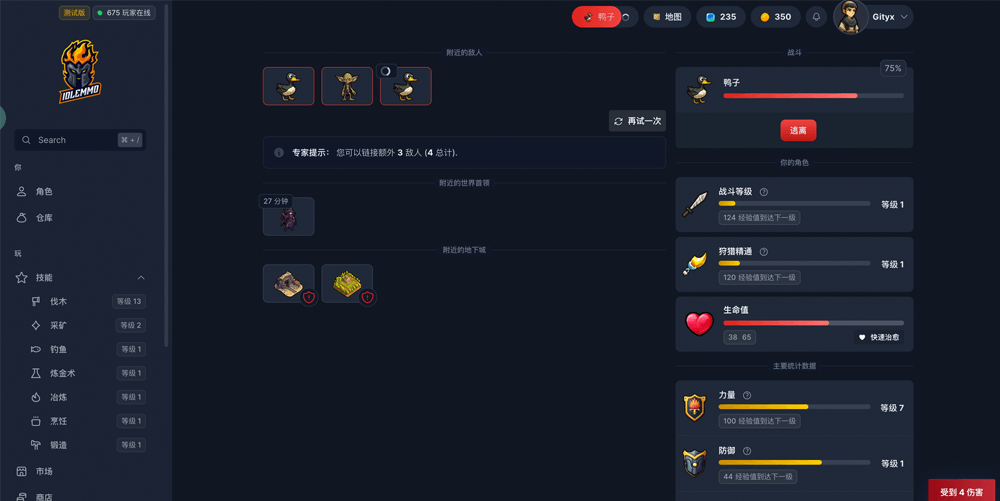 测试版
675 玩家在线
鸭子
地图
235
350
Gityx
IDLEMMO
Search
⌘ + /
你
角色
仓库
玩
技能
伐木
等级 13
采矿
等级 2
钓鱼
等级 1
炼金术
等级 1
冶炼
等级 1
烹饪
等级 1
锻造
等级 1
市场
商店
附近的敌人
再试一次
专家提示: 您可以链接额外 3 敌人 (4 总计).
附近的世界首领
27 分钟
附近的地下城
战斗
75%
鸭子
逃离
你的角色
战斗等级
等级 1
124 经验值到达下一级
狩猎精通
等级 1
120 经验值到达下一级
生命值
38 65
快速治愈
主要统计数据
力量
等级 7
100 经验值到达下一级
防御
等级 1
44 经验值到达下一级
受到 4 伤害